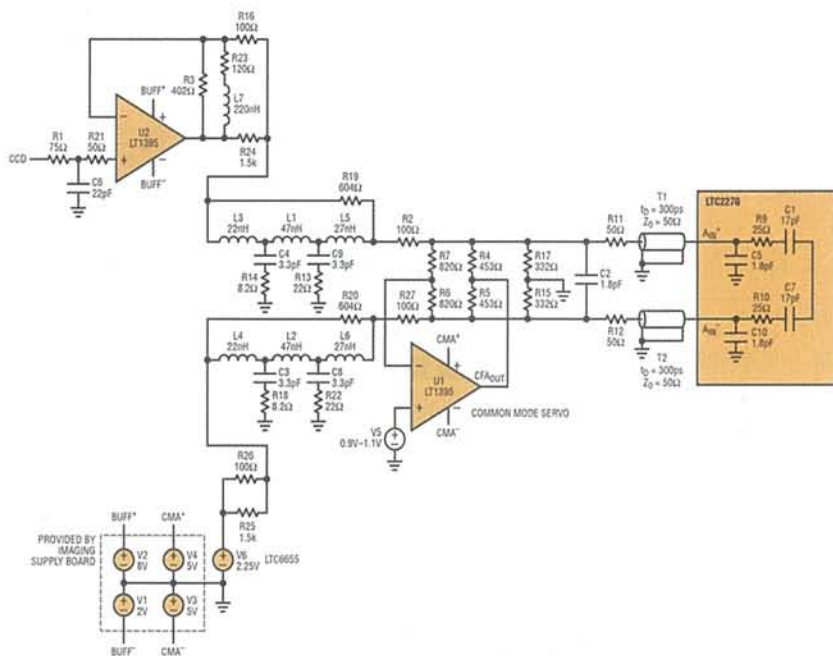 R16
100Ω
R23
120Ω
R3
402Ω
L7
220nH
BUFF⁺
U2
LT1395
BUFF⁻
CCD
R1
75Ω
R21
50Ω
C6
22pF
R24
1.5k
R19
604Ω
L3
22nH
L1
47nH
L5
27nH
C4
3.3pF
C9
3.3pF
R14
8.2Ω
R13
22Ω
R2
100Ω
R7
820Ω
R4
453Ω
R17
332Ω
R6
820Ω
R5
453Ω
R15
332Ω
C2
1.8pF
R11
50Ω
T1
tD = 300ps
Z0 = 50Ω
LTC2270
AIN⁺
R9
25Ω
C1
17pF
C5
1.8pF
R20
604Ω
R27
100Ω
L4
22nH
L2
47nH
L6
27nH
C3
3.3pF
C8
3.3pF
R18
8.2Ω
R22
22Ω
R12
50Ω
AIN⁻
R10
25Ω
C7
17pF
C10
1.8pF
T2
tD = 300ps
Z0 = 50Ω
CMA⁺
U1
LT1395
CFAOUT
COMMON MODE SERVO
CMA⁻
V5
0.9V–1.1V
R26
100Ω
R25
1.5k
PROVIDED BY
IMAGING
SUPPLY BOARD
BUFF⁺
CMA⁺
V2
8V
V4
5V
V6
2.25V
LTC6655
V1
2V
V3
5V
BUFF⁻
CMA⁻